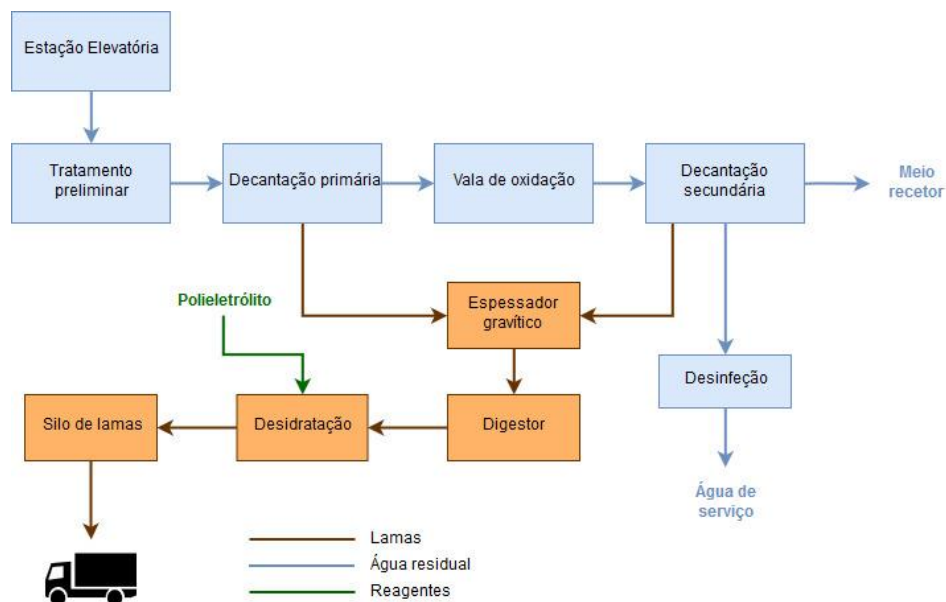 Estação Elevatória
Tratamento
preliminar
Decantação primária
Vala de oxidação
Decantação
secundária
Meio
recetor
Polieletrólito
Espessador
gravítico
Desinfeção
Silo de lamas
Desidratação
Digestor
Água de
serviço
Lamas
Água residual
Reagentes